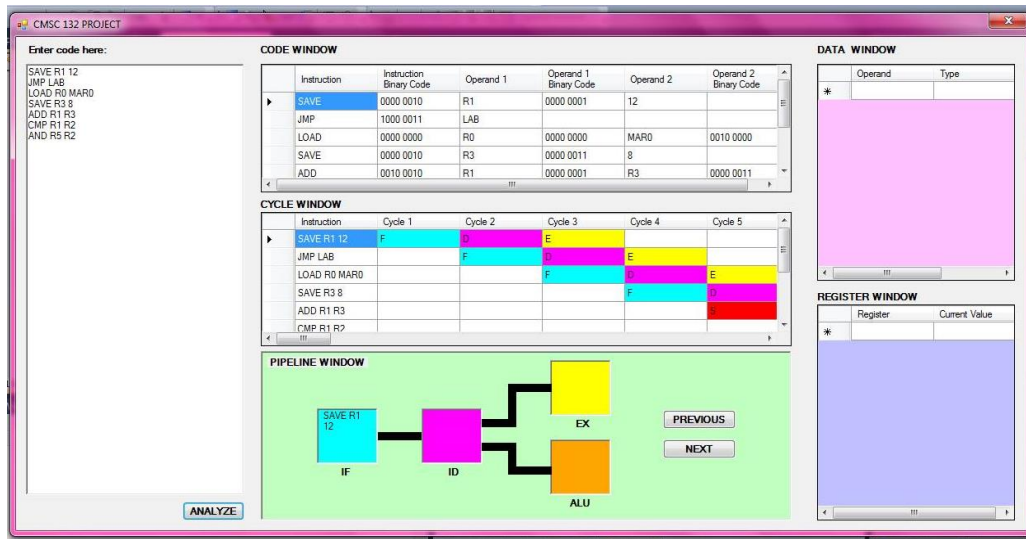 CMSC 132 PROJECT
Enter code here:
SAVE R1 12
JMP LAB
LOAD R0 MAR0
SAVE R3 8
ADD R1 R3
CMP R1 R2
AND R5 R2
ANALYZE
CODE WINDOW
Instruction Instruction Binary Code Operand 1 Operand 1 Binary Code Operand 2 Operand 2 Binary Code
SAVE 0000 0010 R1 0000 0001 12
JMP 1000 0011 LAB
LOAD 0000 0000 R0 0000 0000 MAR0 0010 0000
SAVE 0000 0010 R3 0000 0011 8
ADD 0010 0010 R1 0000 0001 R3 0000 0011
CYCLE WINDOW
Instruction Cycle 1 Cycle 2 Cycle 3 Cycle 4 Cycle 5
SAVE R1 12 F D E
JMP LAB F D E
LOAD R0 MAR0 F D E
SAVE R3 8 F D
ADD R1 R3 S
CMP R1 R2
PIPELINE WINDOW
SAVE R1
12
IF
ID
EX
ALU
PREVIOUS
NEXT
DATA WINDOW
Operand Type
REGISTER WINDOW
Register Current Value